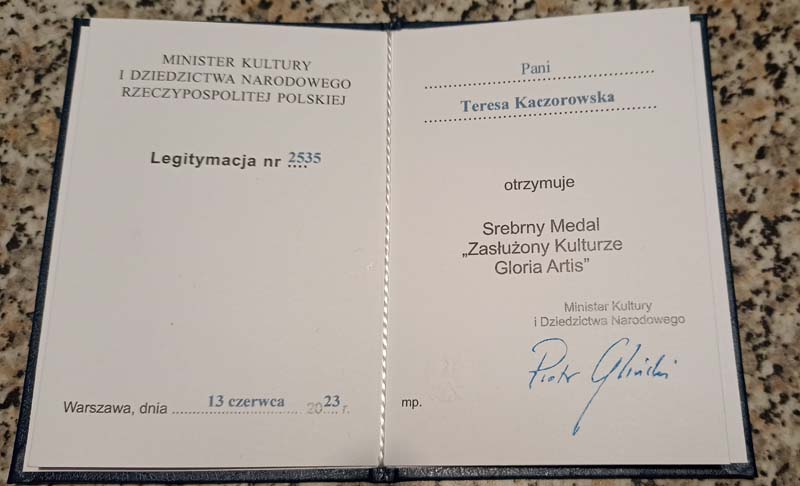 MINISTER KULTURY
I DZIEDZICTWA NARODOWEGO
RZECZYPOSPOLITEJ POLSKIEJ
Legitymacja nr 2535
Warszawa, dnia 13 czerwca 2023 r.
Pani
Teresa Kaczorowska
otrzymuje
Srebrny Medal
„Zasłużony Kulturze
Gloria Artis”
Minister Kultury
i Dziedzictwa Narodowego
Piotr Gliński
mp.